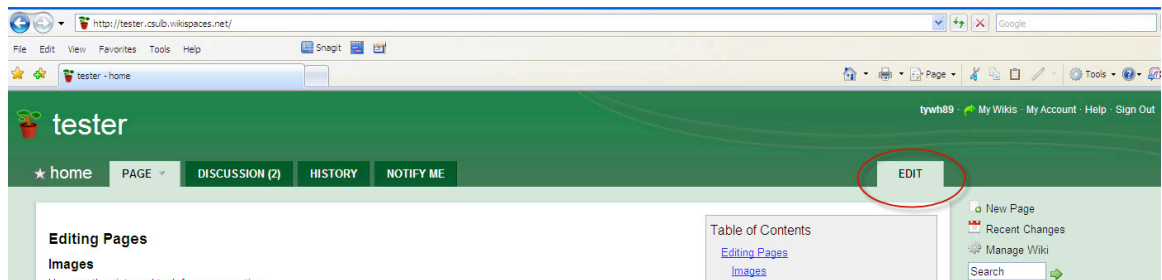 http://tester.csulb.wikispaces.net/
Google
File Edit View Favorites Tools Help
Snagit
tester - home
Page
Tools
tywh89 · My Wikis · My Account · Help · Sign Out
tester
home
PAGE
DISCUSSION (2)
HISTORY
NOTIFY ME
EDIT
New Page
Recent Changes
Manage Wiki
Search
Editing Pages
Images
Table of Contents
Editing Pages
Images